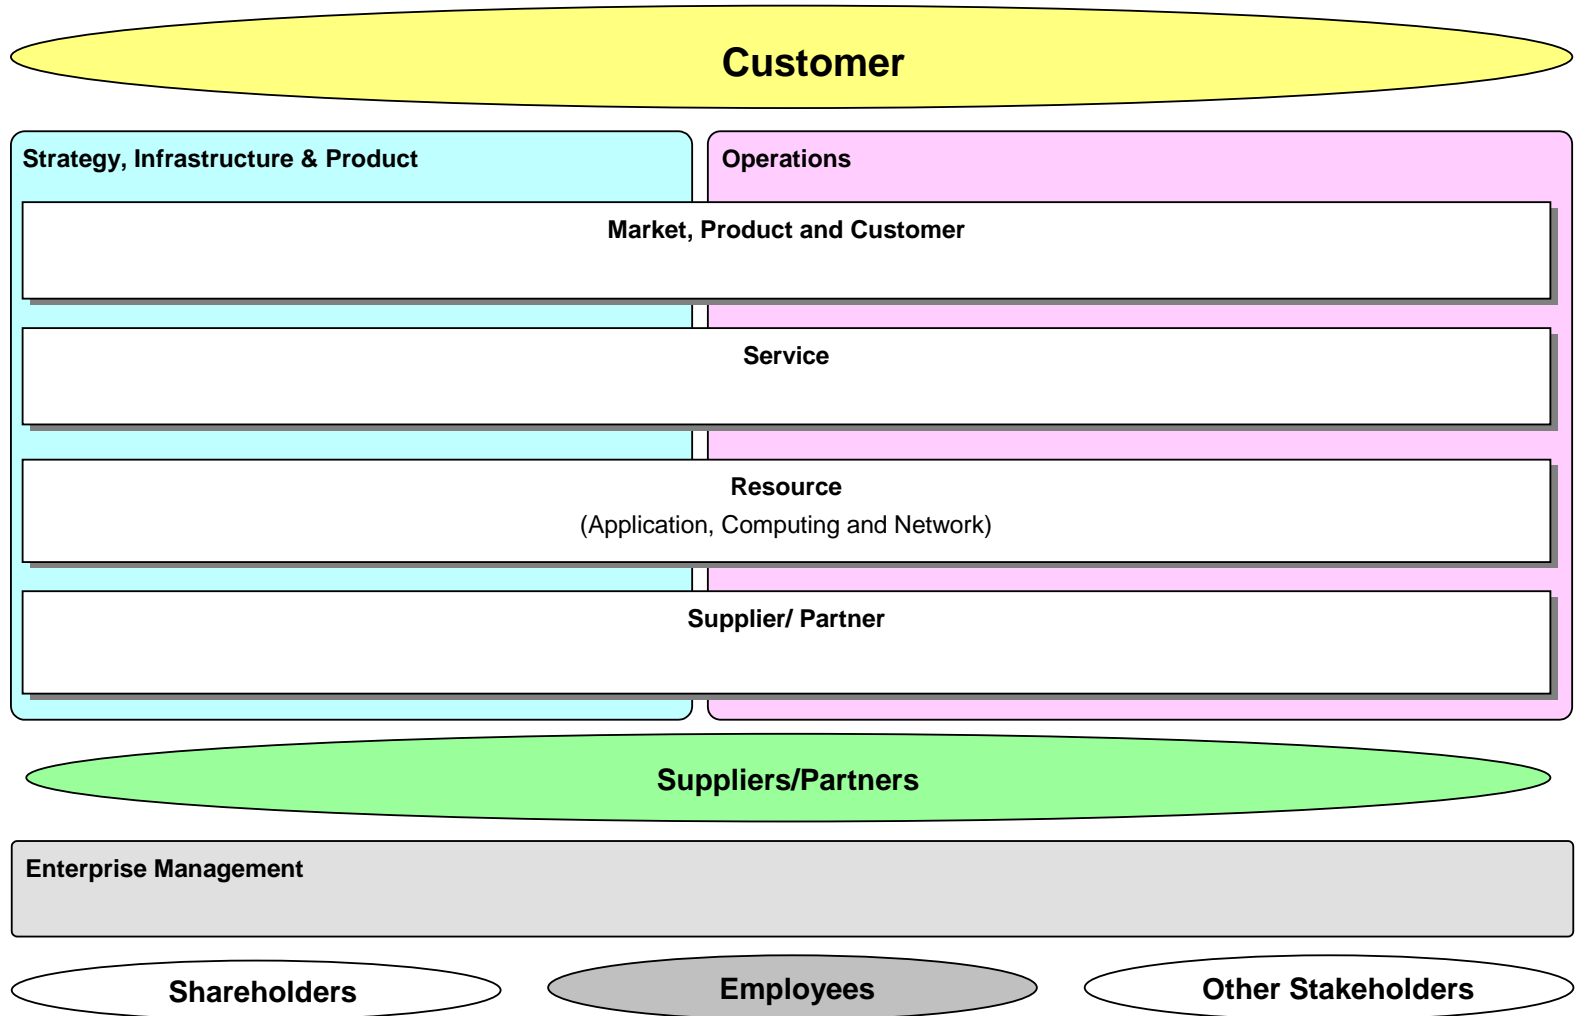 Customer
Strategy, Infrastructure & Product
Operations
Market, Product and Customer
Service
Resource
(Application, Computing and Network)
Supplier/ Partner
Suppliers/Partners
Enterprise Management
Shareholders
Employees
Other Stakeholders